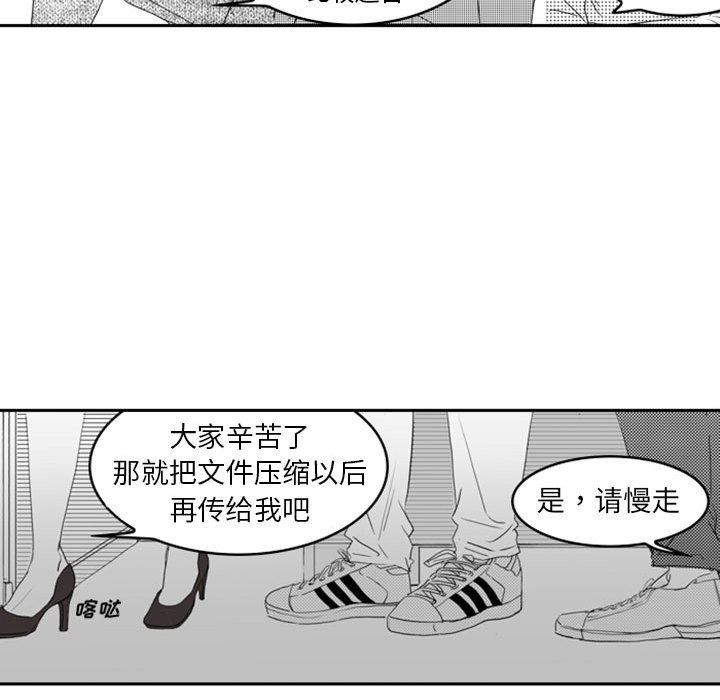 大家辛苦了
那就把文件压缩以后
再传给我吧
是，请慢走
喀哒